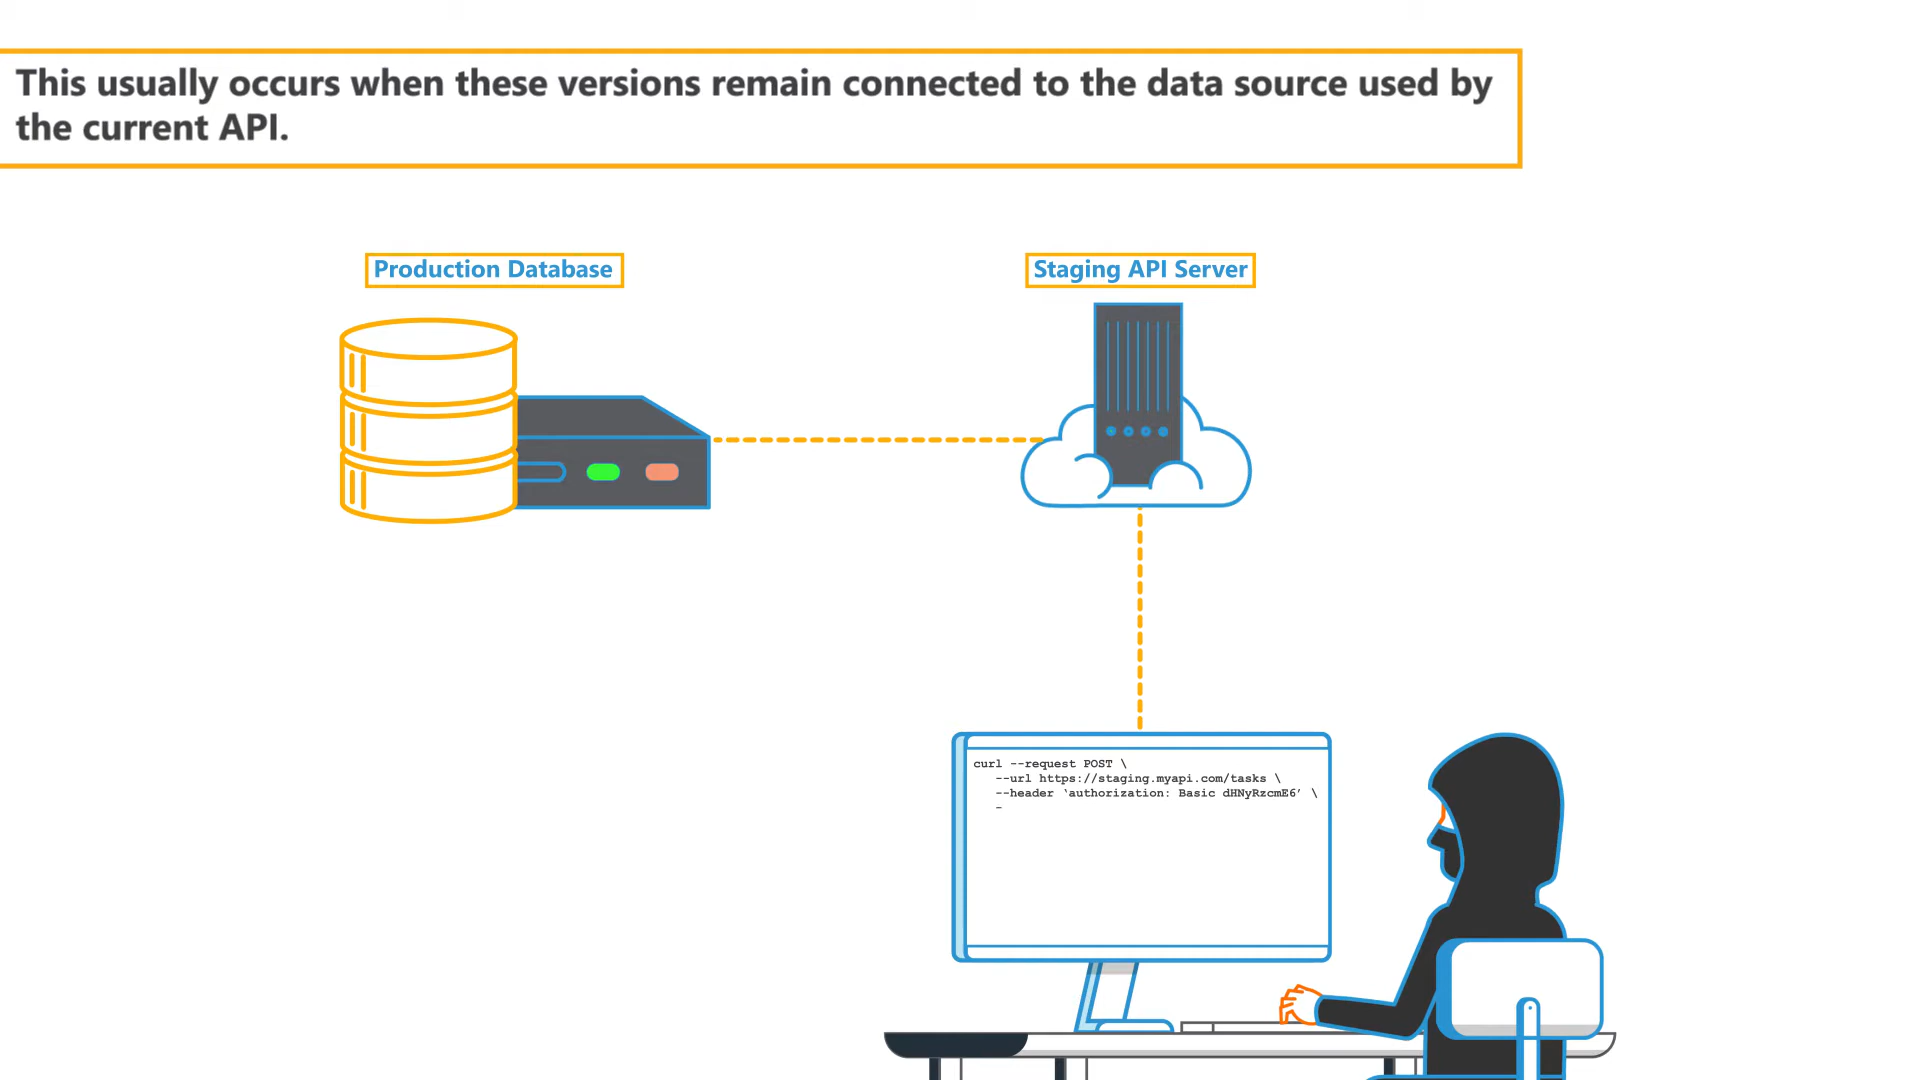 This usually occurs when these versions remain connected to the data source used by
the current API.
Production Database
Staging API Server
curl --request POST \
--url https://staging.myapi.com/tasks \
--header ‘authorization: Basic dHNyRzcmE6’ \
–